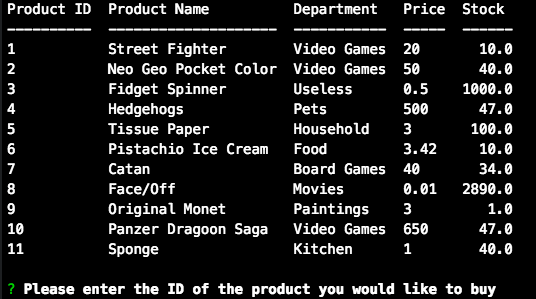 Product ID  Product Name          Department   Price  Stock
----------  --------------------  -----------  -----  ------
1           Street Fighter        Video Games  20       10.0
2           Neo Geo Pocket Color  Video Games  50       40.0
3           Fidget Spinner        Useless      0.5    1000.0
4           Hedgehogs             Pets         500      47.0
5           Tissue Paper          Household    3       100.0
6           Pistachio Ice Cream   Food         3.42     10.0
7           Catan                 Board Games  40       34.0
8           Face/Off              Movies       0.01   2890.0
9           Original Monet        Paintings    3         1.0
10          Panzer Dragoon Saga   Video Games  650      47.0
11          Sponge                Kitchen      1        40.0
? Please enter the ID of the product you would like to buy